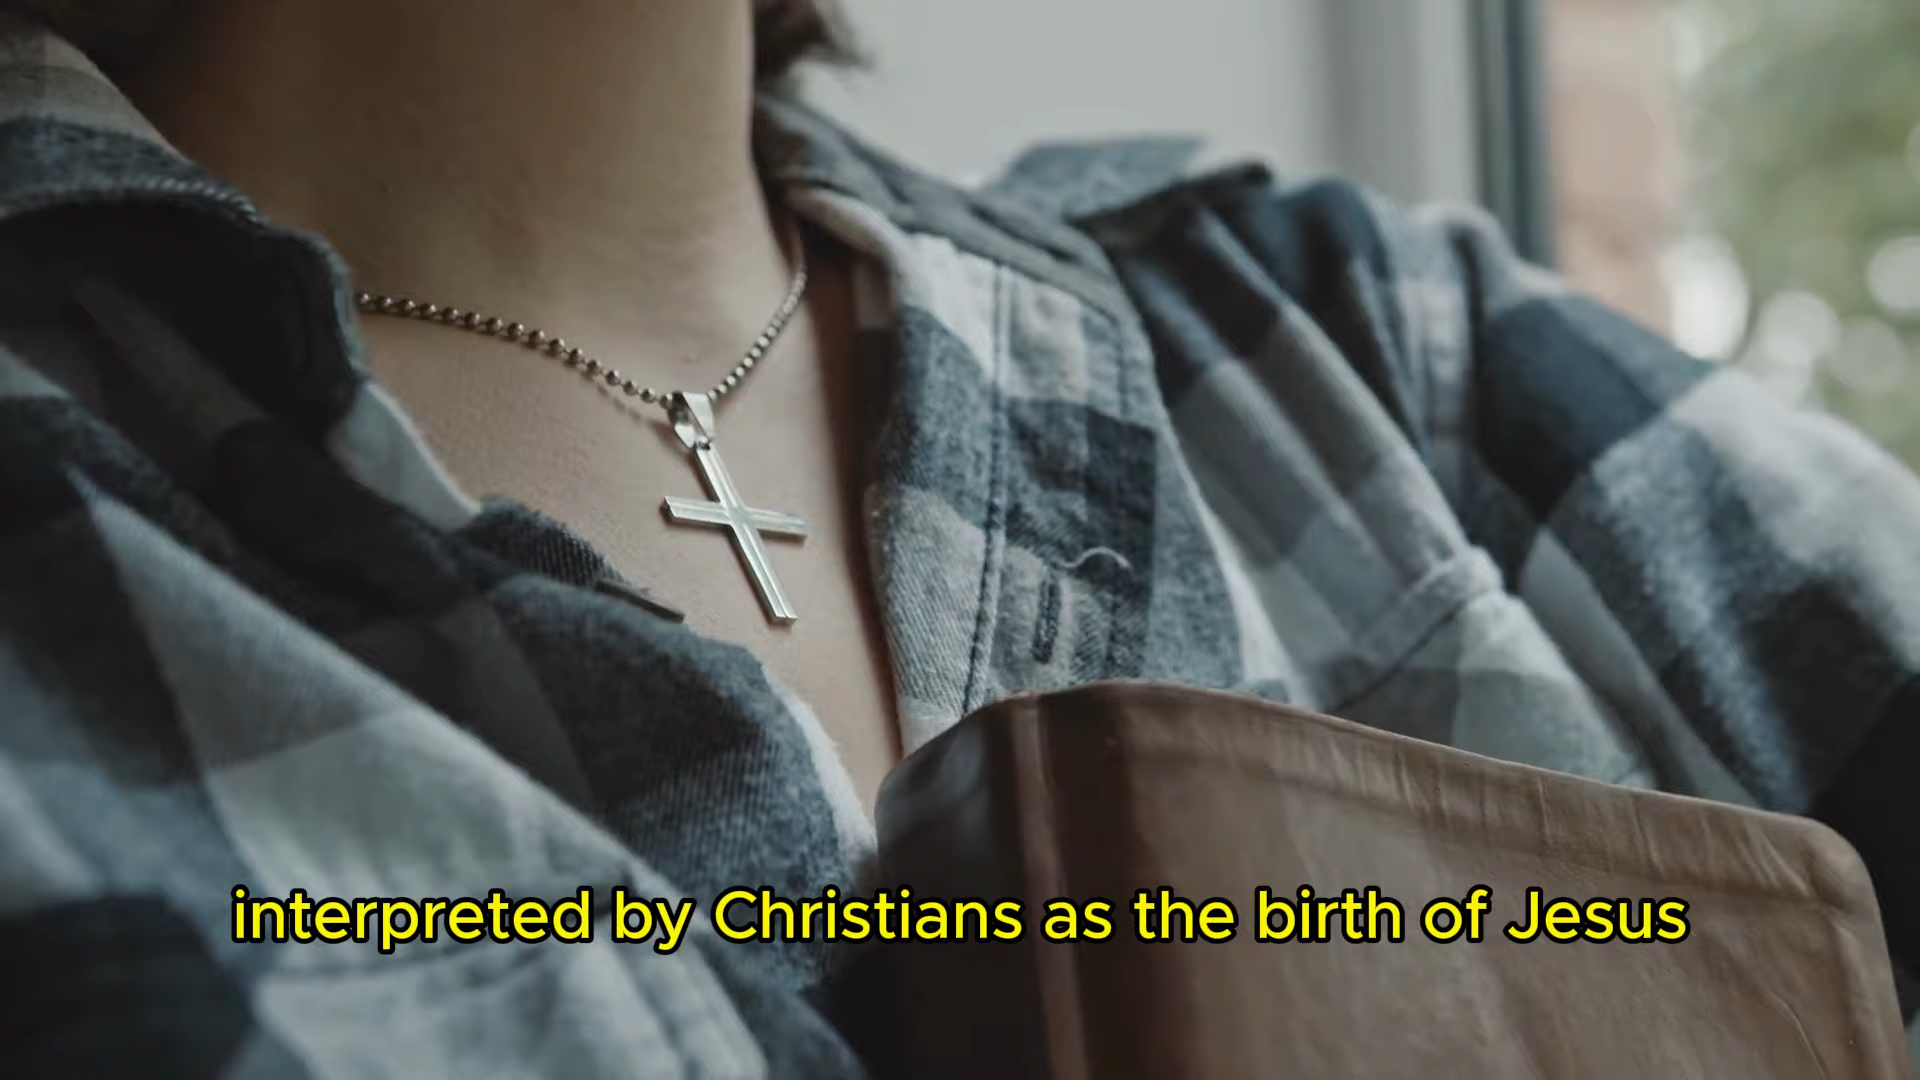 interpreted by Christians as the birth of Jesus